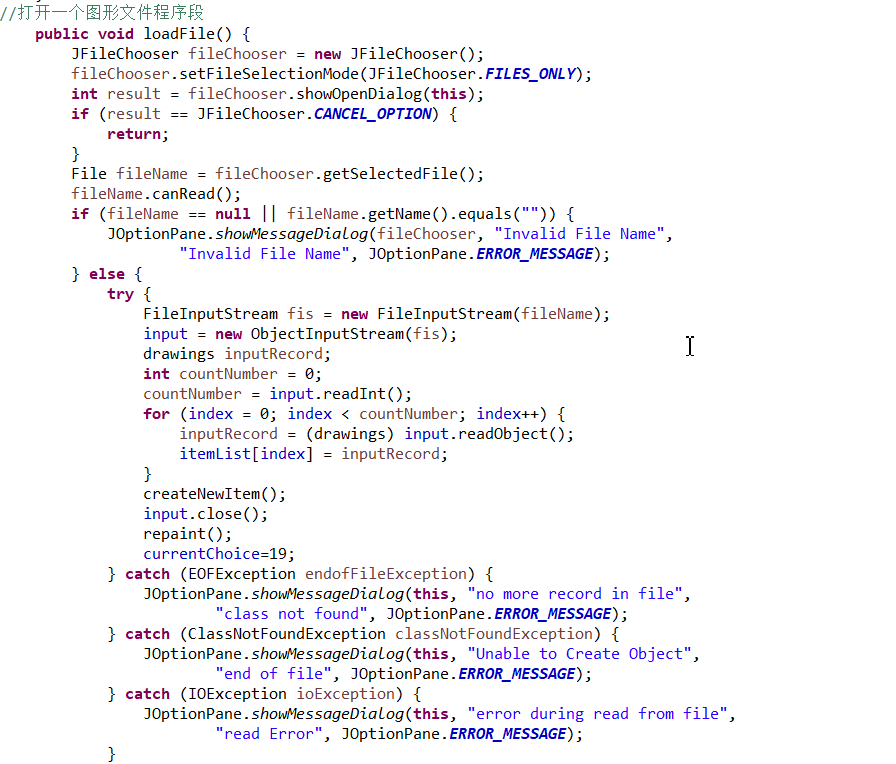 //打开一个图形文件程序段
    public void loadFile() {
        JFileChooser fileChooser = new JFileChooser();
        fileChooser.setFileSelectionMode(JFileChooser.FILES_ONLY);
        int result = fileChooser.showOpenDialog(this);
        if (result == JFileChooser.CANCEL_OPTION) {
            return;
        }
        File fileName = fileChooser.getSelectedFile();
        fileName.canRead();
        if (fileName == null || fileName.getName().equals("")) {
            JOptionPane.showMessageDialog(fileChooser, "Invalid File Name",
                    "Invalid File Name", JOptionPane.ERROR_MESSAGE);
        } else {
            try {
                FileInputStream fis = new FileInputStream(fileName);
                input = new ObjectInputStream(fis);
                drawings inputRecord;
                int countNumber = 0;
                countNumber = input.readInt();
                for (index = 0; index < countNumber; index++) {
                    inputRecord = (drawings) input.readObject();
                    itemList[index] = inputRecord;
                }
                createNewItem();
                input.close();
                repaint();
                currentChoice=19;
            } catch (EOFException endofFileException) {
                JOptionPane.showMessageDialog(this, "no more record in file",
                        "class not found", JOptionPane.ERROR_MESSAGE);
            } catch (ClassNotFoundException classNotFoundException) {
                JOptionPane.showMessageDialog(this, "Unable to Create Object",
                        "end of file", JOptionPane.ERROR_MESSAGE);
            } catch (IOException ioException) {
                JOptionPane.showMessageDialog(this, "error during read from file",
                        "read Error", JOptionPane.ERROR_MESSAGE);
            }